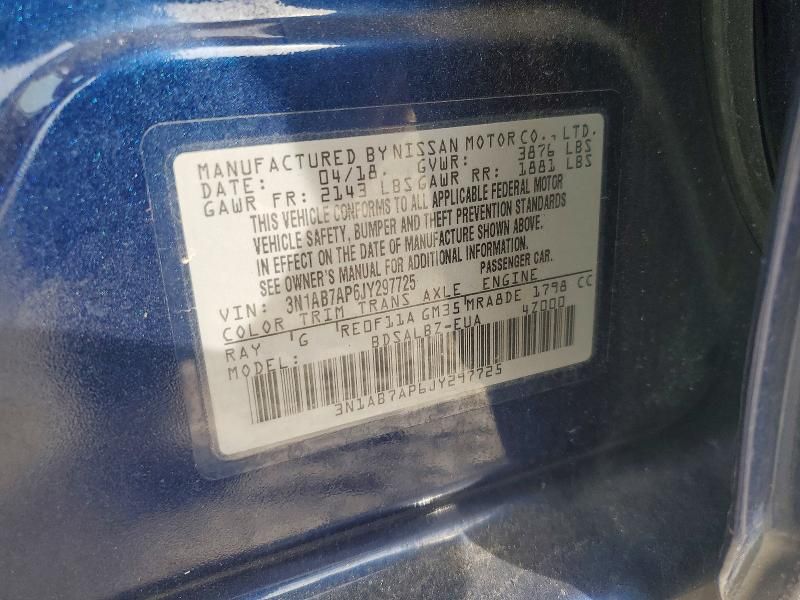 MANUFACTURED BY NISSAN MOTOR CO., LTD.
DATE: 04/18. GVWR: 3876 LBS
GAWR FR: 2143 LBS GAWR RR: 1881 LBS
THIS VEHICLE CONFORMS TO ALL APPLICABLE FEDERAL MOTOR
VEHICLE SAFETY, BUMPER AND THEFT PREVENTION STANDARDS
IN EFFECT ON THE DATE OF MANUFACTURE SHOWN ABOVE.
SEE OWNER'S MANUAL FOR ADDITIONAL INFORMATION.
VIN: 3N1AB7AP6JY297725 PASSENGER CAR.
COLOR TRIM TRANS AXLE ENGINE
RAY G RE0F11A GM35 MRA8DE 1798 CC
MODEL: BDSALBZ-EUA 4Z000
3N1AB7AP6JY297725